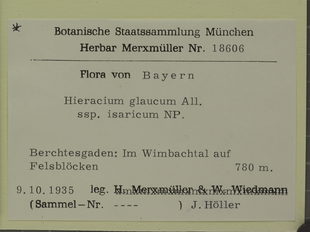 *
Botanische Staatssammlung München
Herbar Merxmüller Nr. 18606
Flora von Bayern
Hieracium glaucum All.
ssp. isaricum NP.
Berchtesgaden: Im Wimbachtal auf
Felsblöcken 780 m.
9.10.1935 leg. H. Merxmüller & W. Wiedmann
(Sammel-Nr. ---- ) J. Höller